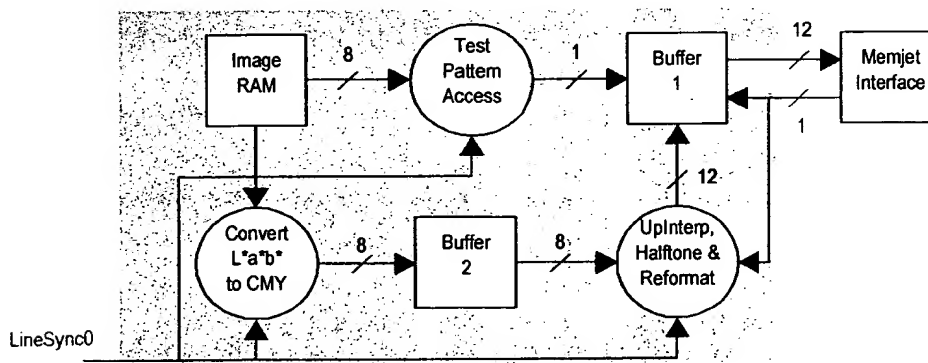 Image
RAM
8
Test
Pattern
Access
1
Buffer
1
12
Memjet
Interface
1
12
Convert
L*a*b*
to CMY
8
Buffer
2
8
UpInterp,
Halftone &
Reformat
LineSync0